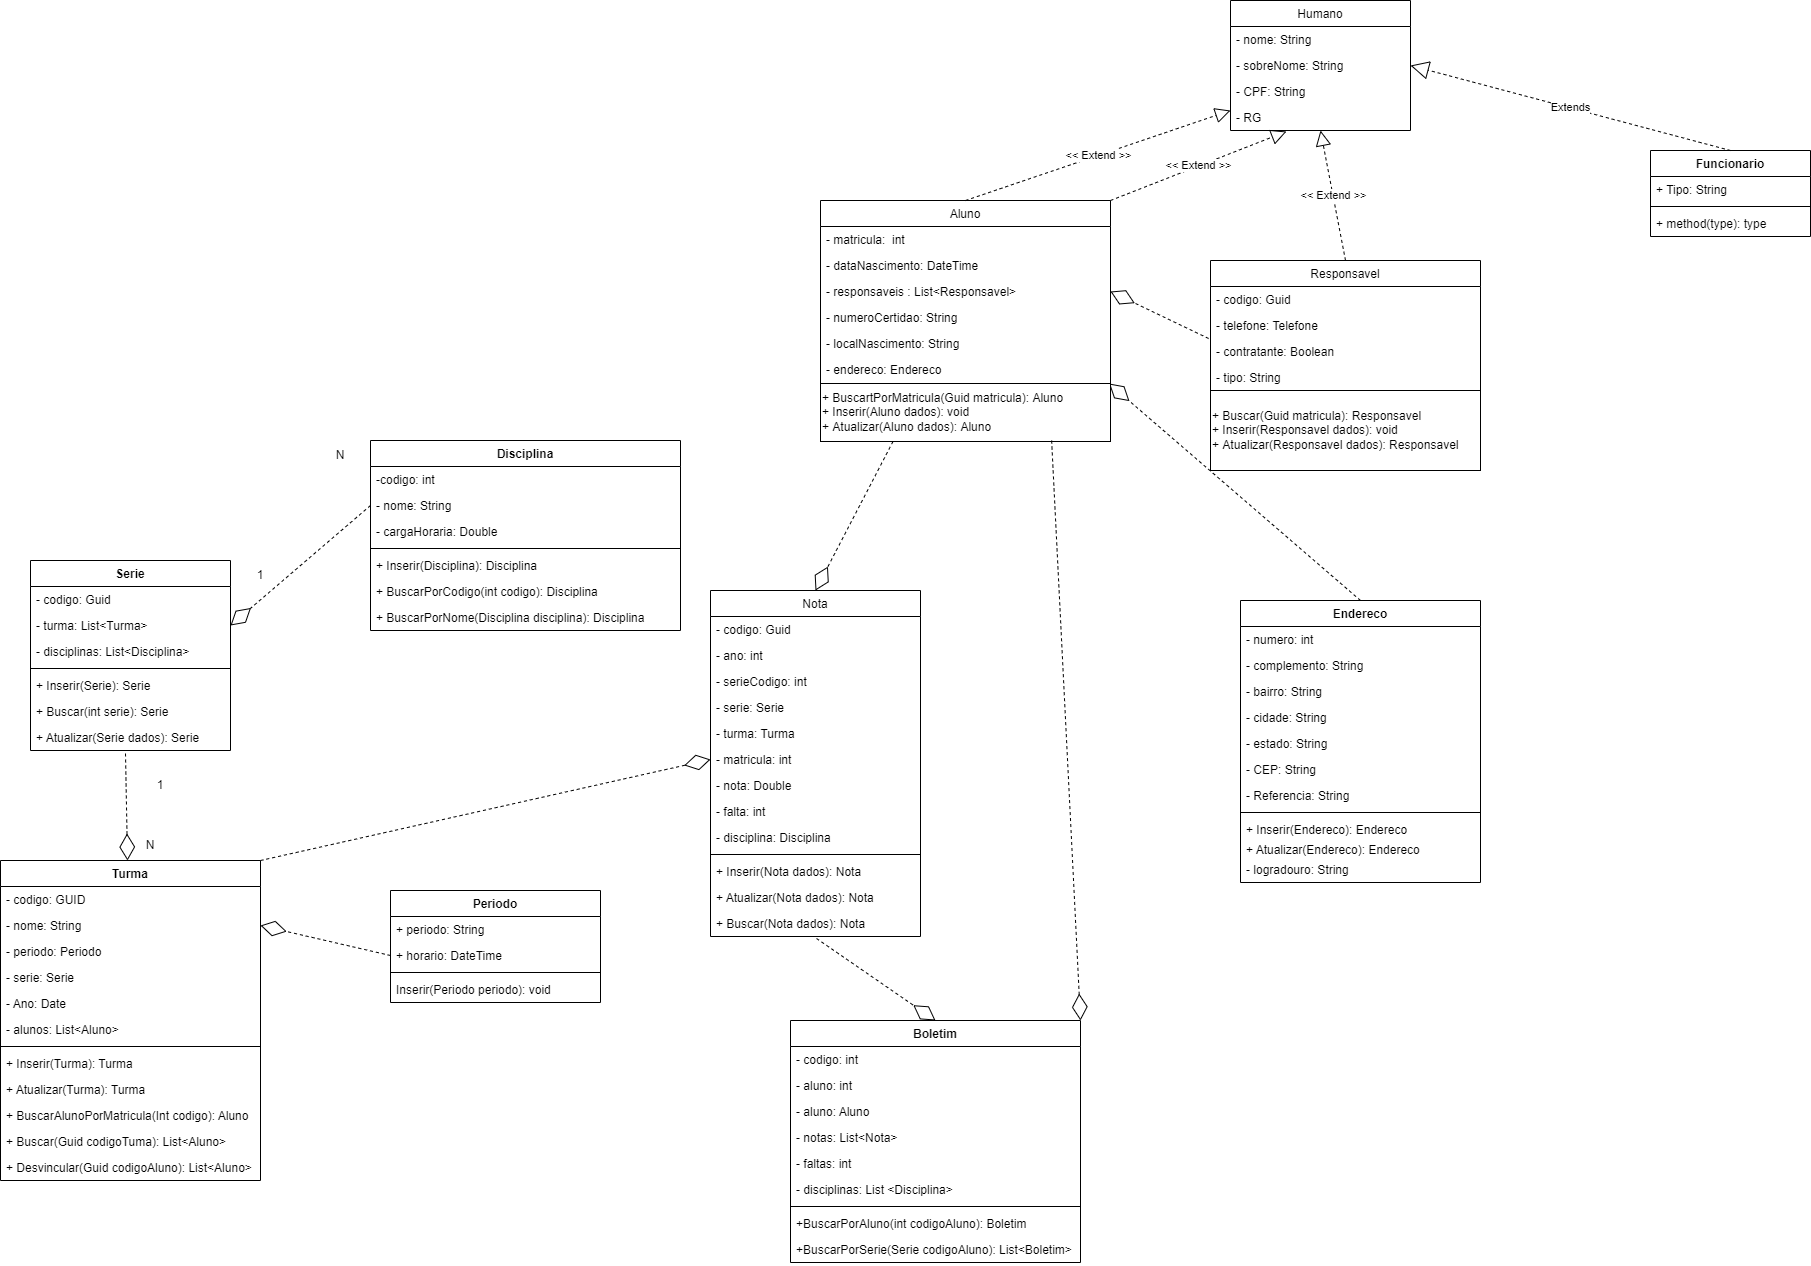 Humano
- nome: String
- sobreNome: String
- CPF: String
- RG
Extends
<< Extend >>
<< Extend >>
<< Extend >>
Funcionario
+ Tipo: String
+ method(type): type
Aluno
- matricula:  int
- dataNascimento: DateTime
- responsaveis : List<Responsavel>
- numeroCertidao: String
- localNascimento: String
- endereco: Endereco
+ BuscartPorMatricula(Guid matricula): Aluno
+ Inserir(Aluno dados): void
+ Atualizar(Aluno dados): Aluno
Responsavel
- codigo: Guid
- telefone: Telefone
- contratante: Boolean
- tipo: String
+ Buscar(Guid matricula): Responsavel
+ Inserir(Responsavel dados): void
+ Atualizar(Responsavel dados): Responsavel
N
Disciplina
-codigo: int
- nome: String
- cargaHoraria: Double
+ Inserir(Disciplina): Disciplina
+ BuscarPorCodigo(int codigo): Disciplina
+ BuscarPorNome(Disciplina disciplina): Disciplina
1
Serie
- codigo: Guid
- turma: List<Turma>
- disciplinas: List<Disciplina>
+ Inserir(Serie): Serie
+ Buscar(int serie): Serie
+ Atualizar(Serie dados): Serie
1
N
Nota
- codigo: Guid
- ano: int
- serieCodigo: int
- serie: Serie
- turma: Turma
- matricula: int
- nota: Double
- falta: int
- disciplina: Disciplina
+ Inserir(Nota dados): Nota
+ Atualizar(Nota dados): Nota
+ Buscar(Nota dados): Nota
Endereco
- numero: int
- complemento: String
- bairro: String
- cidade: String
- estado: String
- CEP: String
- Referencia: String
+ Inserir(Endereco): Endereco
+ Atualizar(Endereco): Endereco
- logradouro: String
Turma
- codigo: GUID
- nome: String
- periodo: Periodo
- serie: Serie
- Ano: Date
- alunos: List<Aluno>
+ Inserir(Turma): Turma
+ Atualizar(Turma): Turma
+ BuscarAlunoPorMatricula(Int codigo): Aluno
+ Buscar(Guid codigoTuma): List<Aluno>
+ Desvincular(Guid codigoAluno): List<Aluno>
Periodo
+ periodo: String
+ horario: DateTime
Inserir(Periodo periodo): void
Boletim
- codigo: int
- aluno: int
- aluno: Aluno
- notas: List<Nota>
- faltas: int
- disciplinas: List <Disciplina>
+BuscarPorAluno(int codigoAluno): Boletim
+BuscarPorSerie(Serie codigoAluno): List<Boletim>